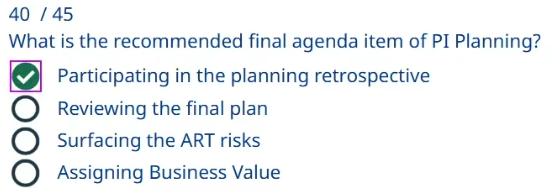 40 / 45
What is the recommended final agenda item of PI Planning?
Participating in the planning retrospective
Reviewing the final plan
Surfacing the ART risks
Assigning Business Value